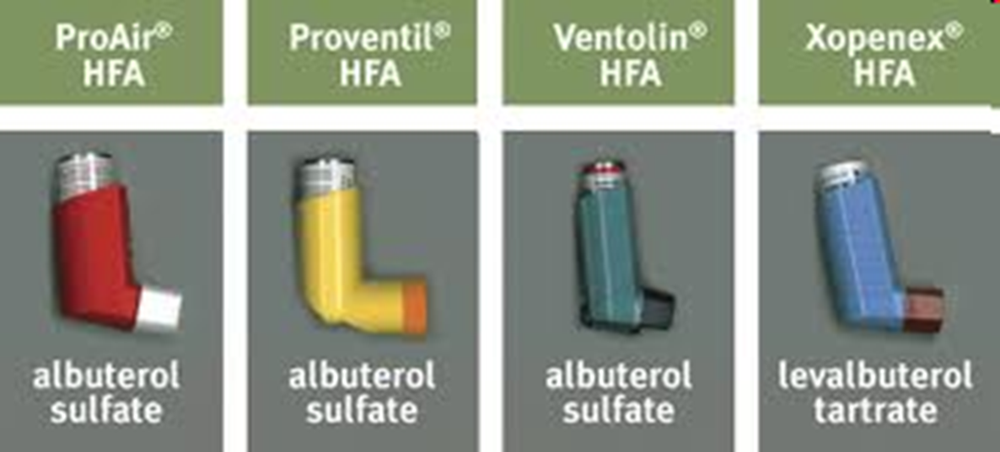 ProAir®
HFA
Proventil®
HFA
Ventolin®
HFA
Xopenex®
HFA
albuterol
sulfate
albuterol
sulfate
albuterol
sulfate
levalbuterol
tartrate